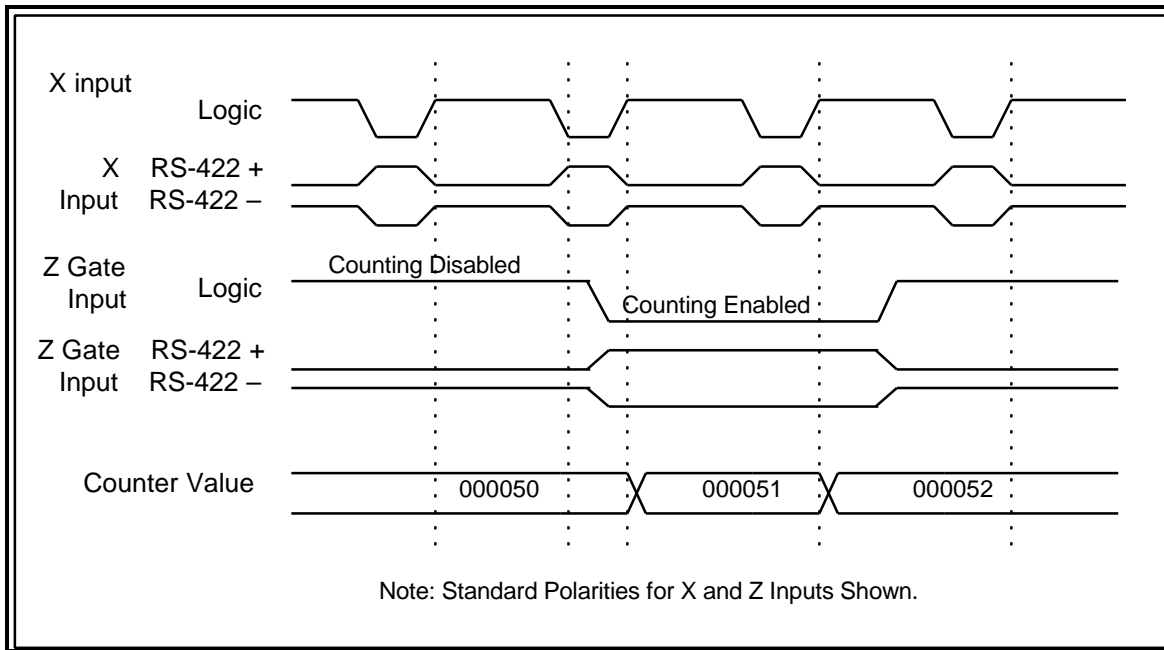 X input
Logic
X RS-422 +
Input RS-422 –
Counting Disabled
Z Gate
Input Logic
Counting Enabled
Z Gate RS-422 +
Input RS-422 –
Counter Value 000050 000051 000052
Note: Standard Polarities for X and Z Inputs Shown.